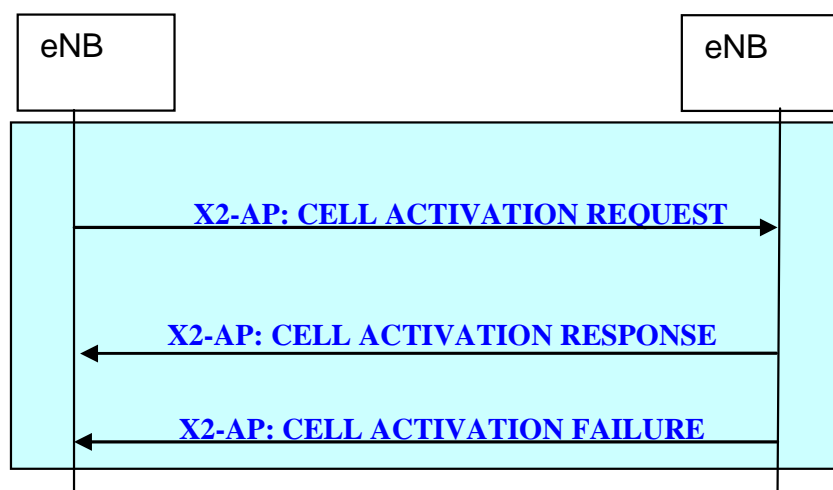 eNB
eNB
X2-AP: CELL ACTIVATION REQUEST
X2-AP: CELL ACTIVATION RESPONSE
X2-AP: CELL ACTIVATION FAILURE